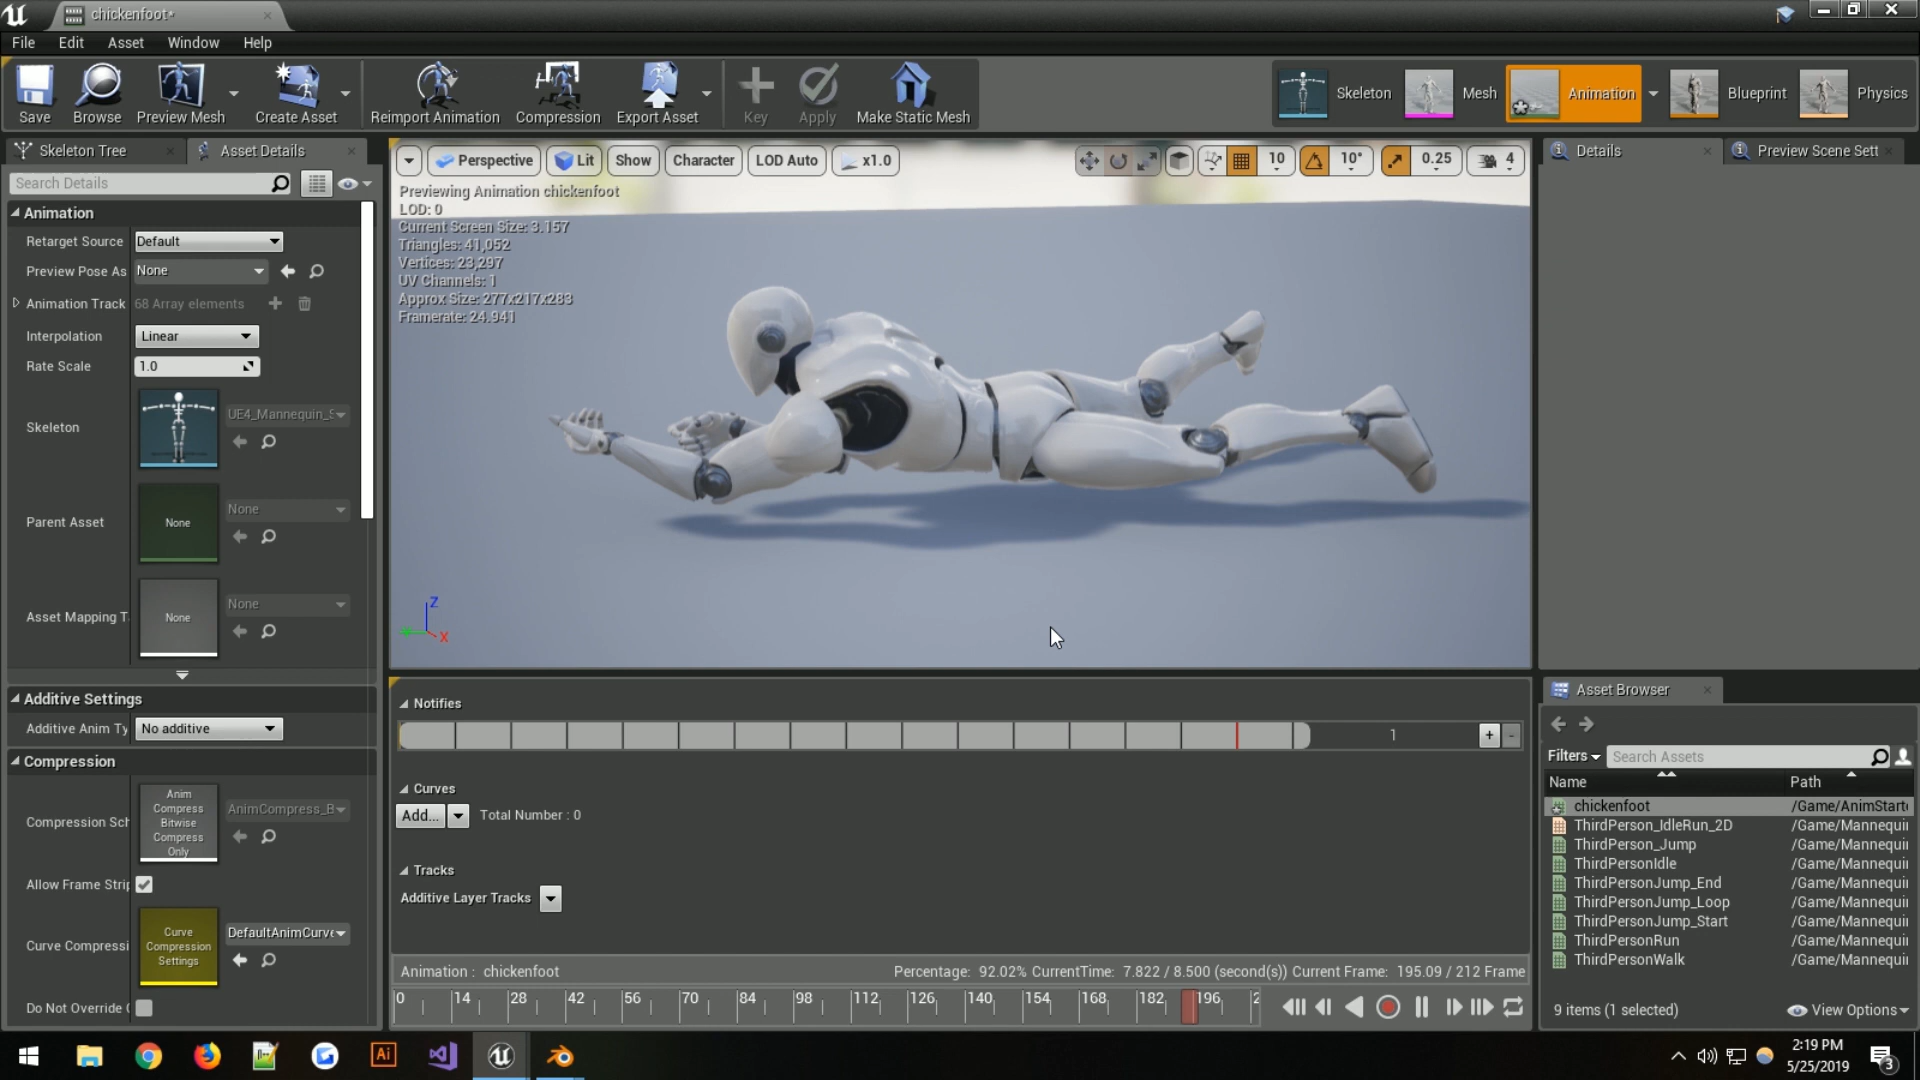 chickenfoot*
File Edit Asset Window Help
Save Browse Preview Mesh Create Asset Reimport Animation Compression Export Asset Key Apply Make Static Mesh
Skeleton Mesh Animation Blueprint Physics
Skeleton Tree Asset Details
Search Details
Animation
Retarget Source Default
Preview Pose As None
Animation Track 68 Array elements
Interpolation Linear
Rate Scale 1.0
Skeleton UE4_Mannequin_S
Parent Asset None None
Asset Mapping T None None
Additive Settings
Additive Anim Ty No additive
Compression
Compression Sch Anim Compress Bitwise Compress Only AnimCompress_B
Allow Frame Strip
Curve Compressi Curve Compression Settings DefaultAnimCurve
Do Not Override
Perspective Lit Show Character LOD Auto x1.0 10 10° 0.25 4
Previewing Animation chickenfoot
LOD: 0
Current Screen Size: 3.157
Triangles: 41,052
Vertices: 23,297
UV Channels: 1
Approx Size: 277x217x283
Framerate: 24.941
Z
X
Notifies
1 + -
Curves
Add... Total Number : 0
Tracks
Additive Layer Tracks
Animation : chickenfoot Percentage: 92.02% CurrentTime: 7.822 / 8.500 (second(s)) Current Frame: 195.09 / 212 Frame
0 14 28 42 56 70 84 98 112 126 140 154 168 182 196 2
Details Preview Scene Sett
Asset Browser
Filters Search Assets
Name Path
chickenfoot /Game/AnimStart
ThirdPerson_IdleRun_2D /Game/Mannequi
ThirdPerson_Jump /Game/Mannequi
ThirdPersonIdle /Game/Mannequi
ThirdPersonJump_End /Game/Mannequi
ThirdPersonJump_Loop /Game/Mannequi
ThirdPersonJump_Start /Game/Mannequi
ThirdPersonRun /Game/Mannequi
ThirdPersonWalk /Game/Mannequi
9 items (1 selected) View Options
Ai
2:19 PM
5/25/2019
3